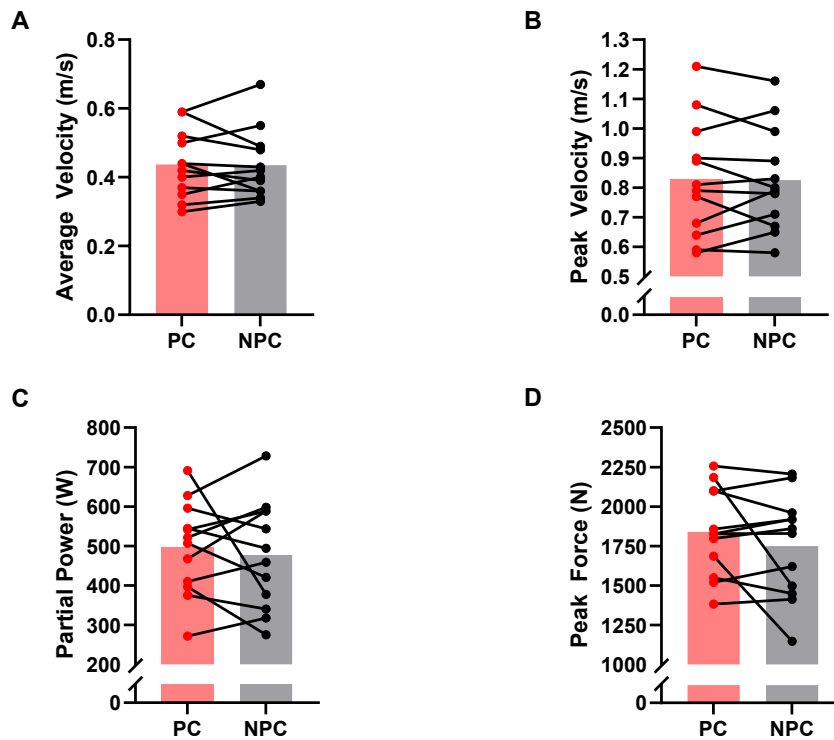 A
Average Velocity (m/s)
0.8
0.6
0.4
0.2
0.0
PC NPC
B
Peak Velocity (m/s)
1.3
1.2
1.1
1.0
0.9
0.8
0.7
0.6
0.5
0.0
PC NPC
C
Partial Power (W)
800
700
600
500
400
300
200
0
PC NPC
D
Peak Force (N)
2500
2250
2000
1750
1500
1250
1000
0
PC NPC